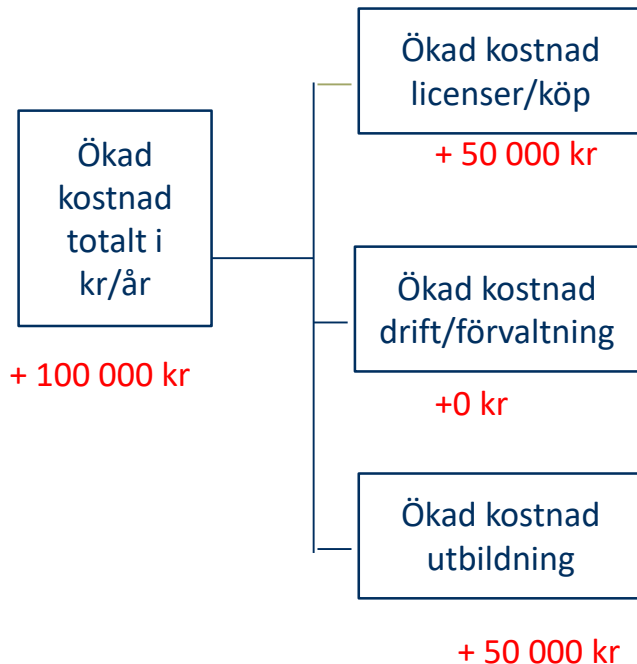 Ökad
kostnad
totalt i
kr/år
+ 100 000 kr
Ökad kostnad
licenser/köp
+ 50 000 kr
Ökad kostnad
drift/förvaltning
+0 kr
Ökad kostnad
utbildning
+ 50 000 kr